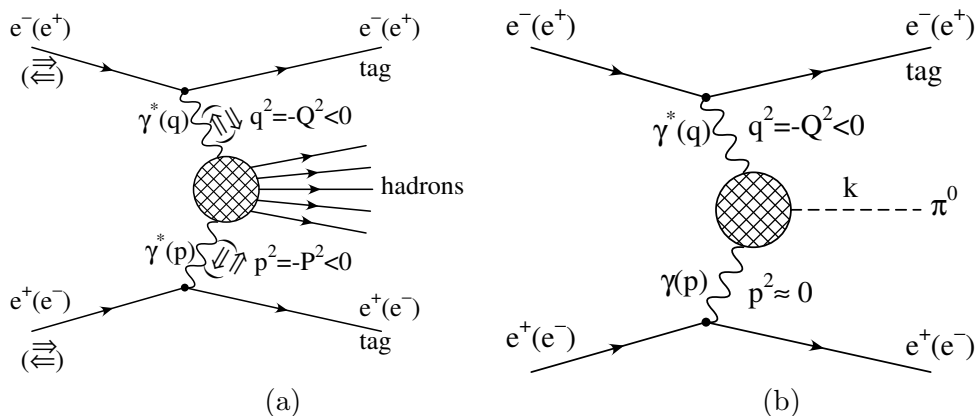 e⁻(e⁺)
e⁻(e⁺)
(⇉⇇)
tag
γ*(q)
q²=-Q²<0
hadrons
γ*(p)
p²=-P²<0
e⁺(e⁻)
e⁺(e⁻)
(⇉⇇)
tag
(a)
e⁻(e⁺)
e⁻(e⁺)
tag
γ*(q)
q²=-Q²<0
k
π⁰
γ(p)
p²≈0
e⁺(e⁻)
e⁺(e⁻)
(b)